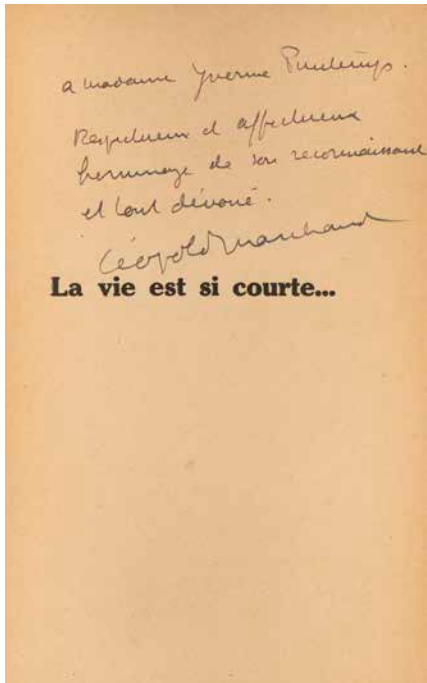 a madame Yvonne Printemps.
Respectueux et affectueux
hommage de son reconnaissant
et tout dévoué.
Léopold Marchand
La vie est si courte...